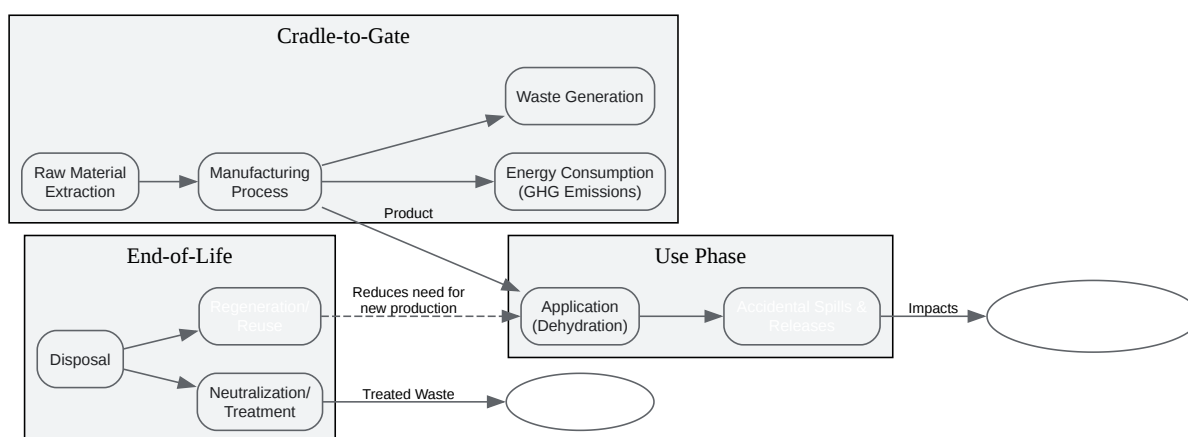 Cradle-to-Gate
Waste Generation
Raw Material
Extraction
Manufacturing
Process
Energy Consumption
(GHG Emissions)
Product
End-of-Life
Use Phase
Regeneration/
Reuse
Reduces need for
new production
Application
(Dehydration)
Accidental Spills &
Releases
Impacts
Disposal
Neutralization/
Treatment
Treated Waste